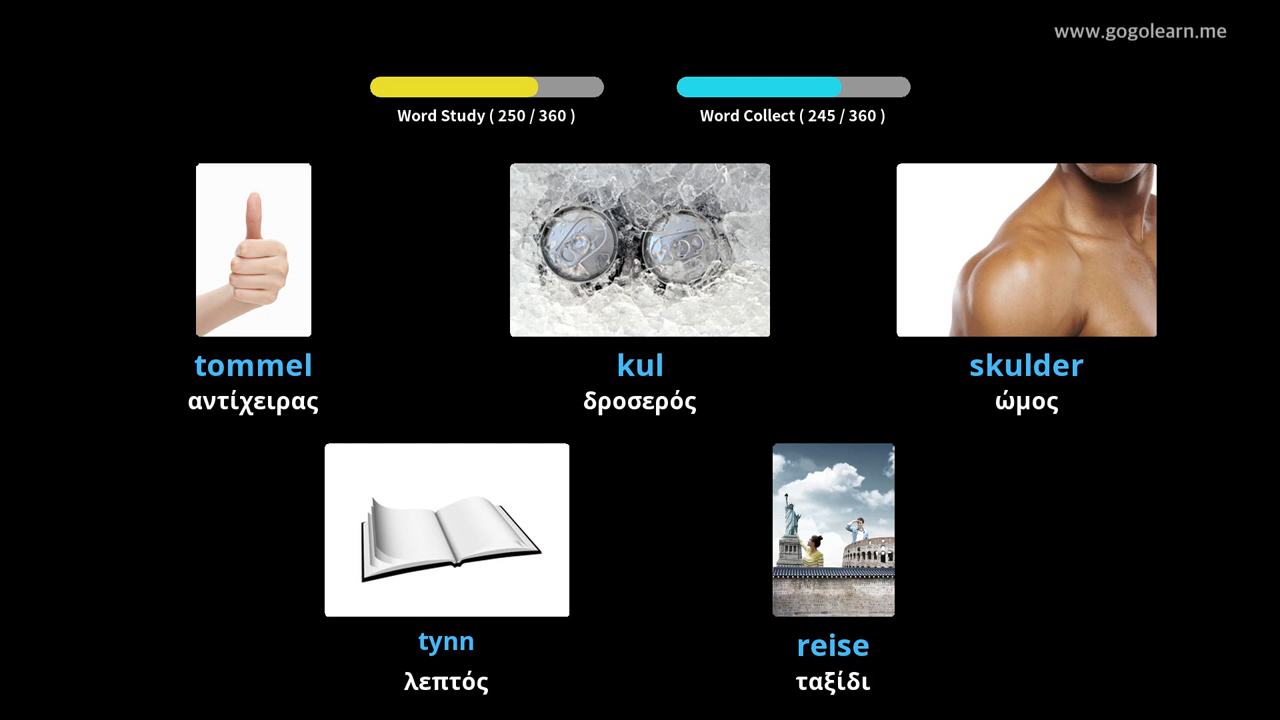 www.gogolearn.me
Word Study ( 250 / 360 )
Word Collect ( 245 / 360 )
tommel
αντίχειρας
kul
δροσερός
skulder
ώμος
tynn
λεπτός
reise
ταξίδι